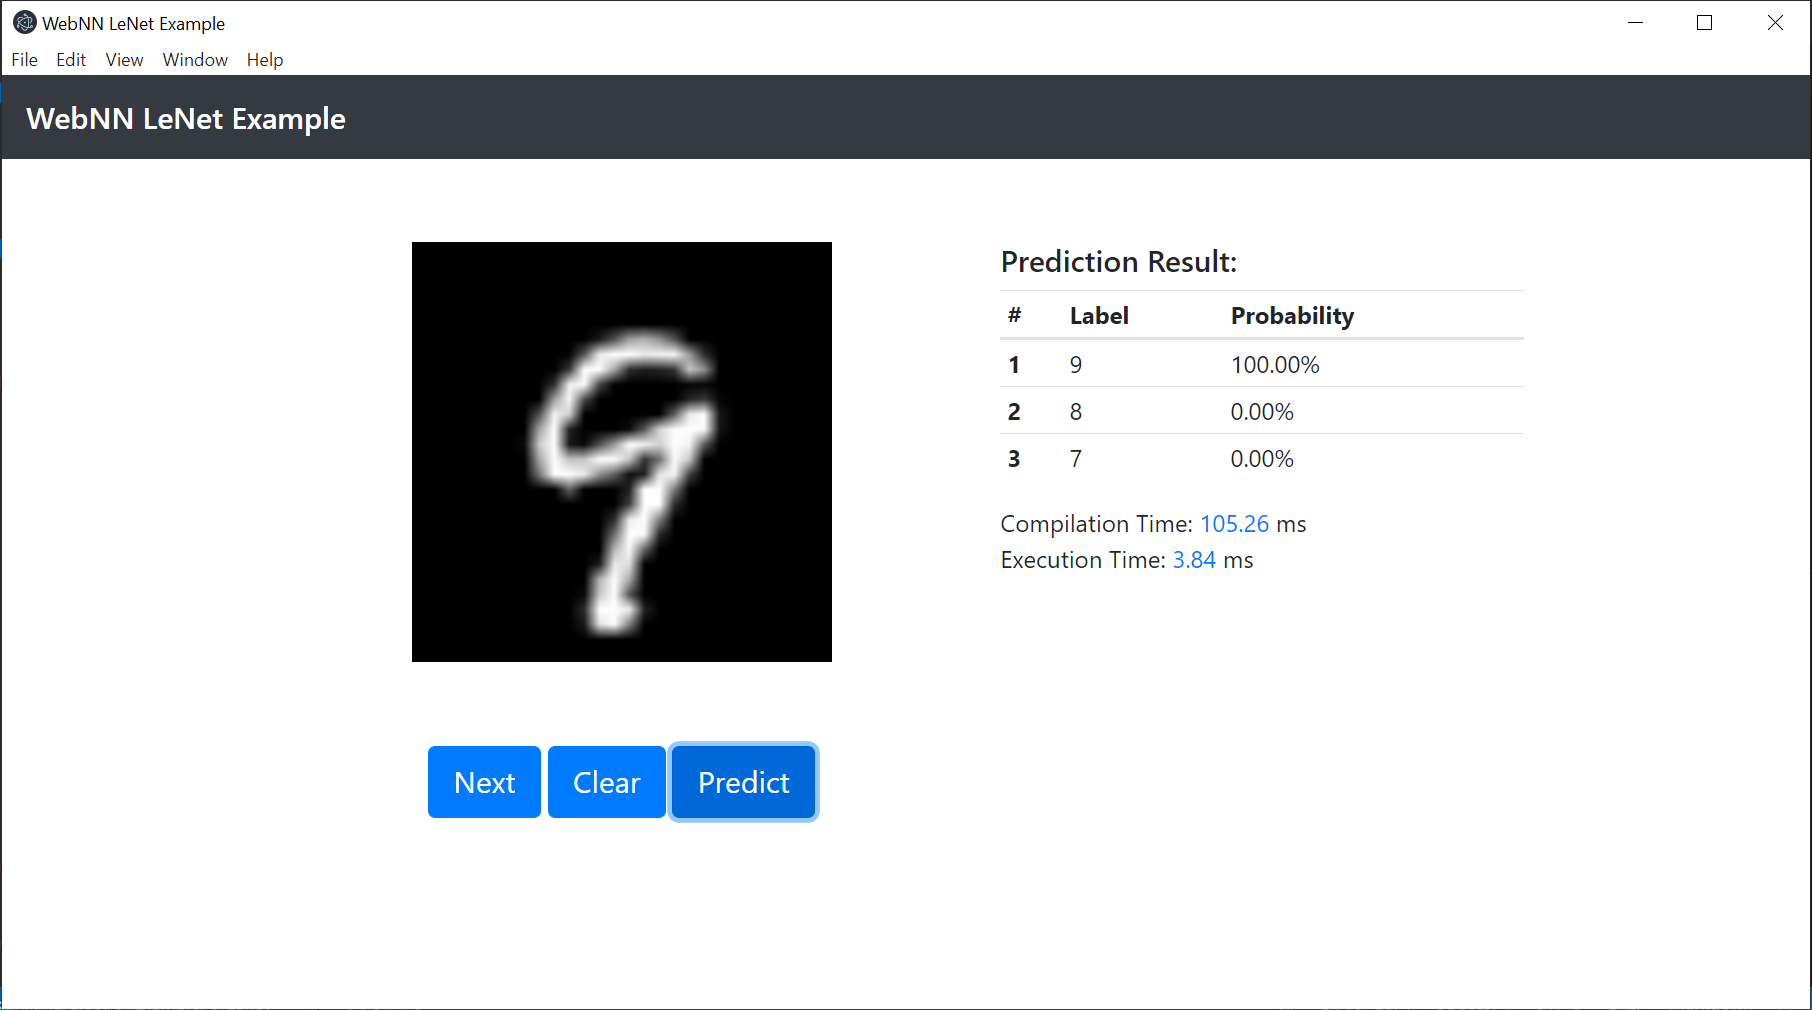 WebNN LeNet Example
File Edit View Window Help
WebNN LeNet Example
9
Prediction Result:
# Label Probability
1 9 100.00%
2 8 0.00%
3 7 0.00%
Compilation Time: 105.26 ms
Execution Time: 3.84 ms
Next Clear Predict